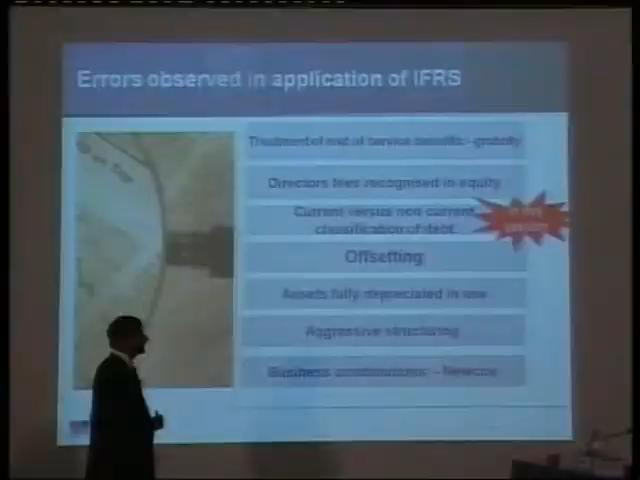 Errors observed in application of IFRS
Treatment of end of service benefits - gratuity
Directors fees recognised in equity
Current versus non current
classification of debt
Offsetting
Assets fully depreciated in use
Aggressive structuring
Business combinations - Newcos